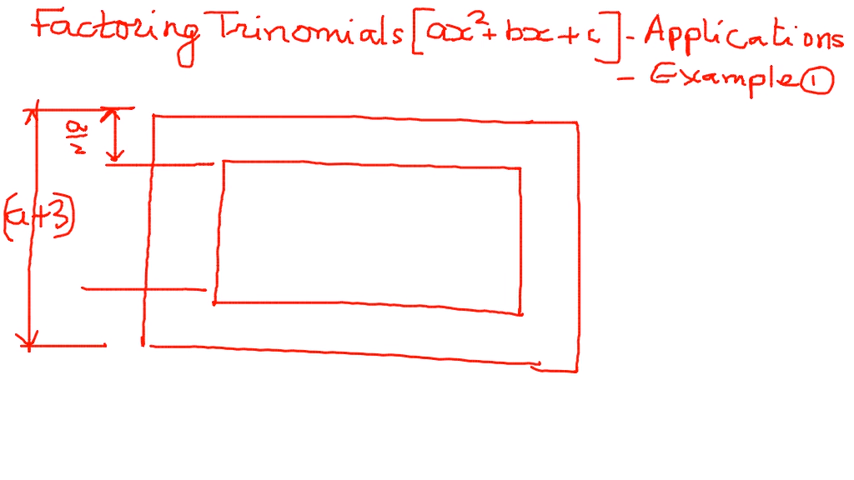 Factoring Trinomials [ax²+bx+c] - Applications
- Example ①
a/2
(a+3)